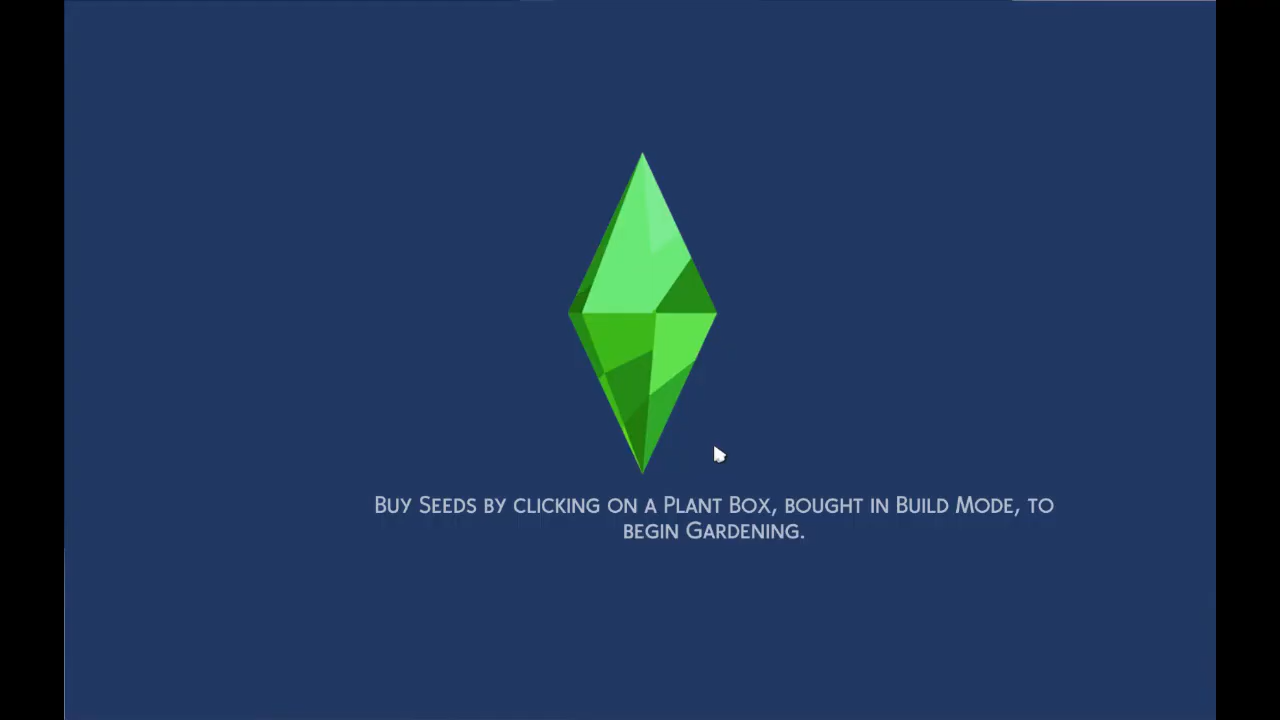 Buy Seeds by clicking on a Plant Box, bought in Build Mode, to
begin Gardening.